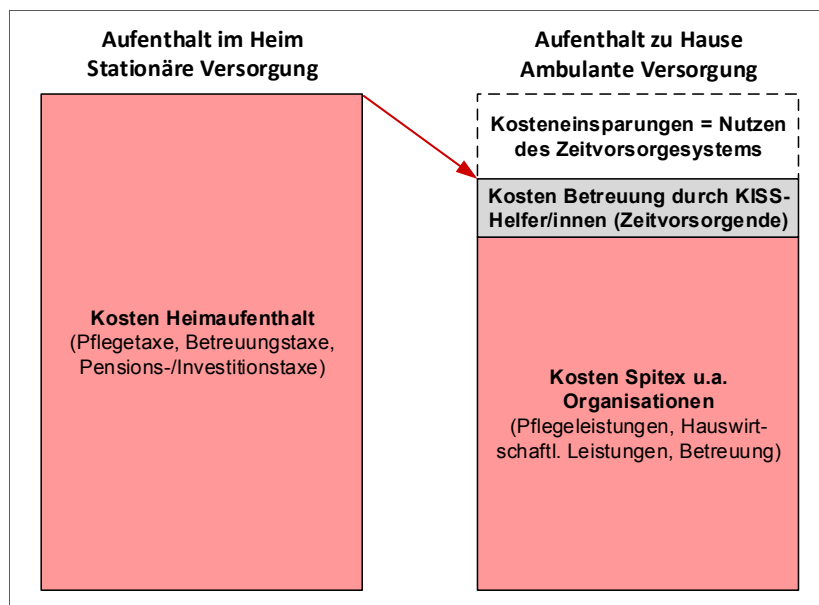 Aufenthalt im Heim
Stationäre Versorgung
Kosten Heimaufenthalt
(Pflegetaxe, Betreuungstaxe,
Pensions-/Investitionstaxe)
Aufenthalt zu Hause
Ambulante Versorgung
Kosteneinsparungen = Nutzen
des Zeitvorsorgesystems
Kosten Betreuung durch KISS-
Helfer/innen (Zeitvorsorgende)
Kosten Spitex u.a.
Organisationen
(Pflegeleistungen, Hauswirt-
schaftl. Leistungen, Betreuung)